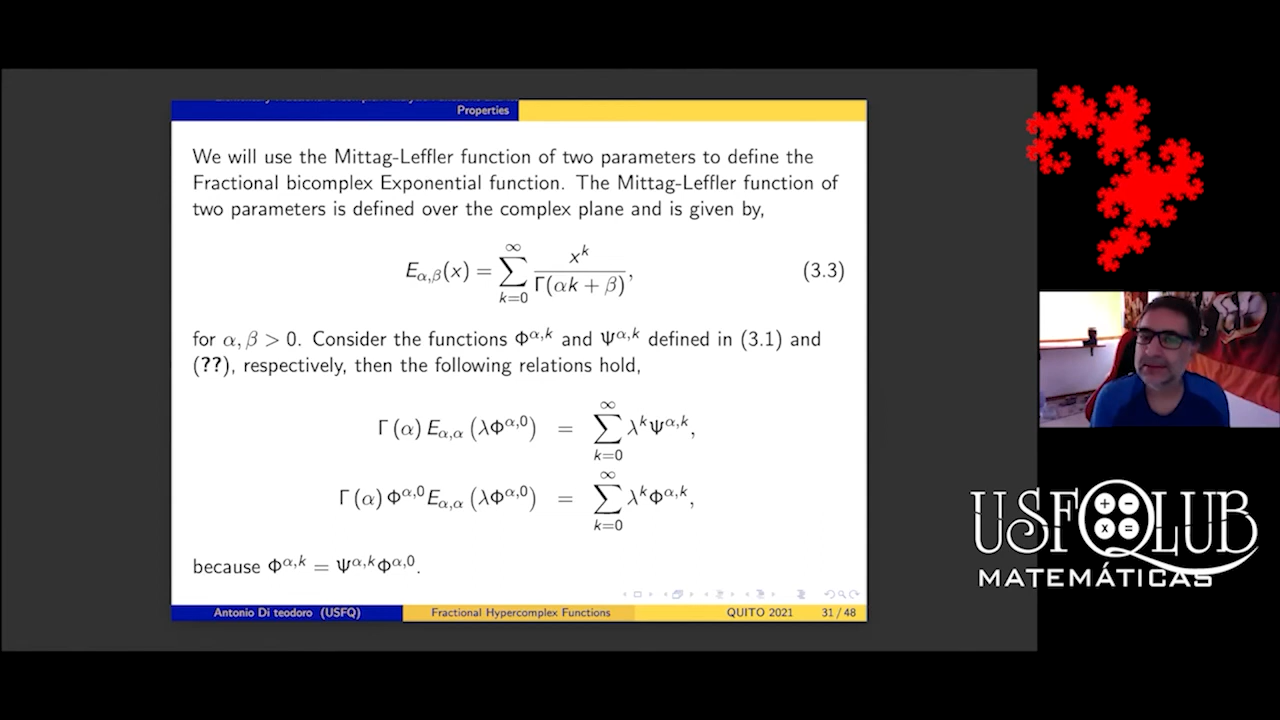 Properties
We will use the Mittag-Leffler function of two parameters to define the
Fractional bicomplex Exponential function. The Mittag-Leffler function of
two parameters is defined over the complex plane and is given by,
E_{α,β}(x) = ∑_{k=0}^{∞} x^k / Γ(αk + β), (3.3)
for α, β > 0. Consider the functions Φ^{α,k} and Ψ^{α,k} defined in (3.1) and
(??), respectively, then the following relations hold,
Γ (α) E_{α,α} (λΦ^{α,0}) = ∑_{k=0}^{∞} λ^k Ψ^{α,k},
Γ (α) Φ^{α,0} E_{α,α} (λΦ^{α,0}) = ∑_{k=0}^{∞} λ^k Φ^{α,k},
because Φ^{α,k} = Ψ^{α,k}Φ^{α,0}.
Antonio Di teodoro (USFQ) Fractional Hypercomplex Functions QUITO 2021 31 / 48
USFQLUB
+ − × =
MATEMÁTICAS